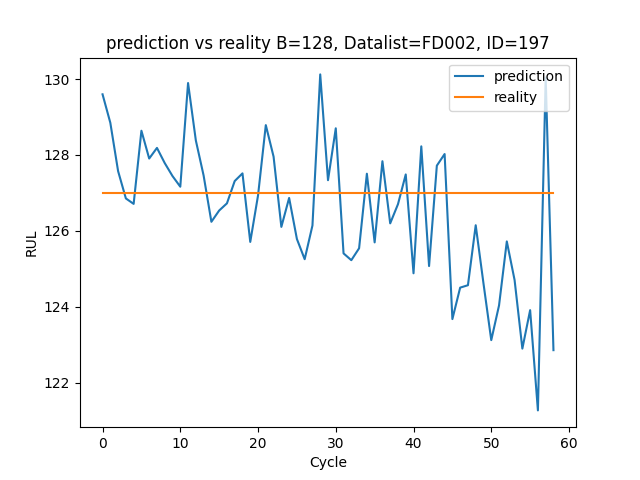 prediction vs reality B=128, Datalist=FD002, ID=197
prediction
reality
130
128
126
124
122
RUL
0 10 20 30 40 50 60
Cycle